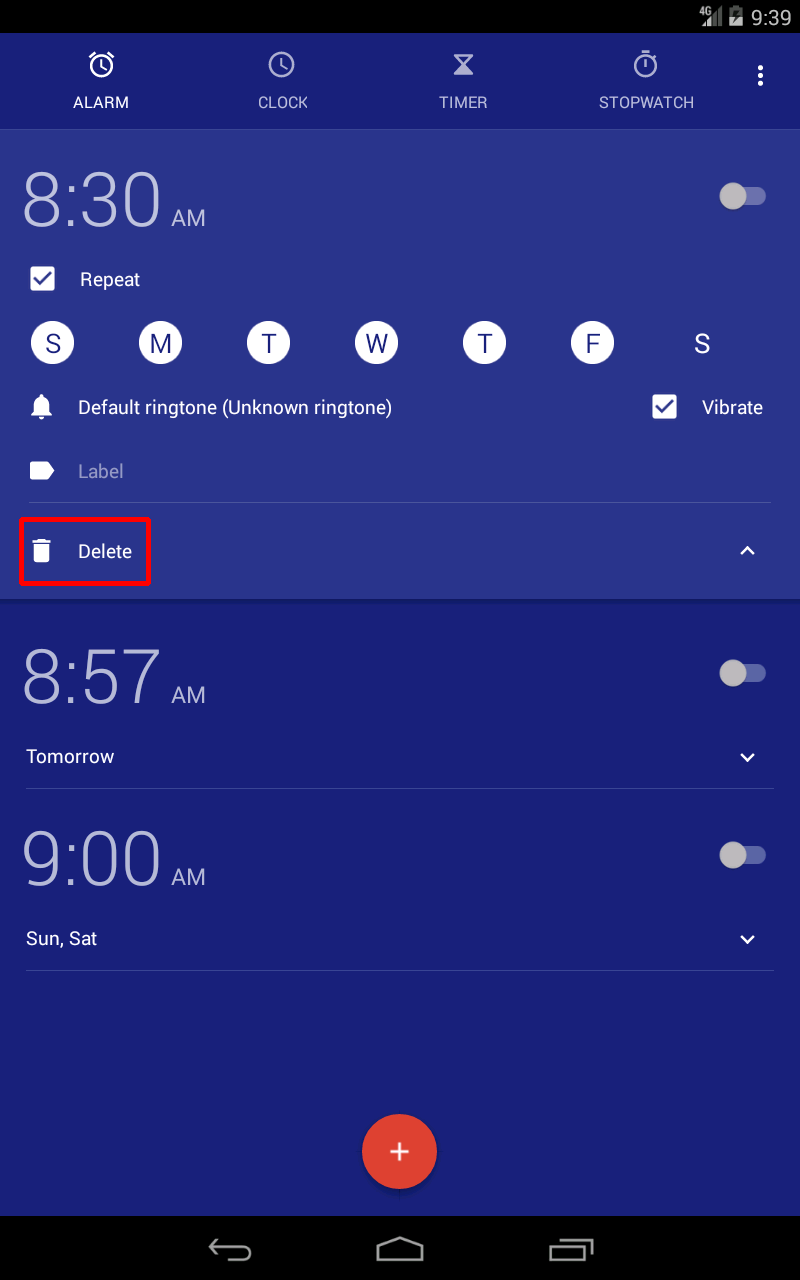 4G 9:39
ALARM CLOCK TIMER STOPWATCH
8:30 AM
Repeat
S M T W T F S
Default ringtone (Unknown ringtone) Vibrate
Label
Delete
8:57 AM
Tomorrow
9:00 AM
Sun, Sat
+